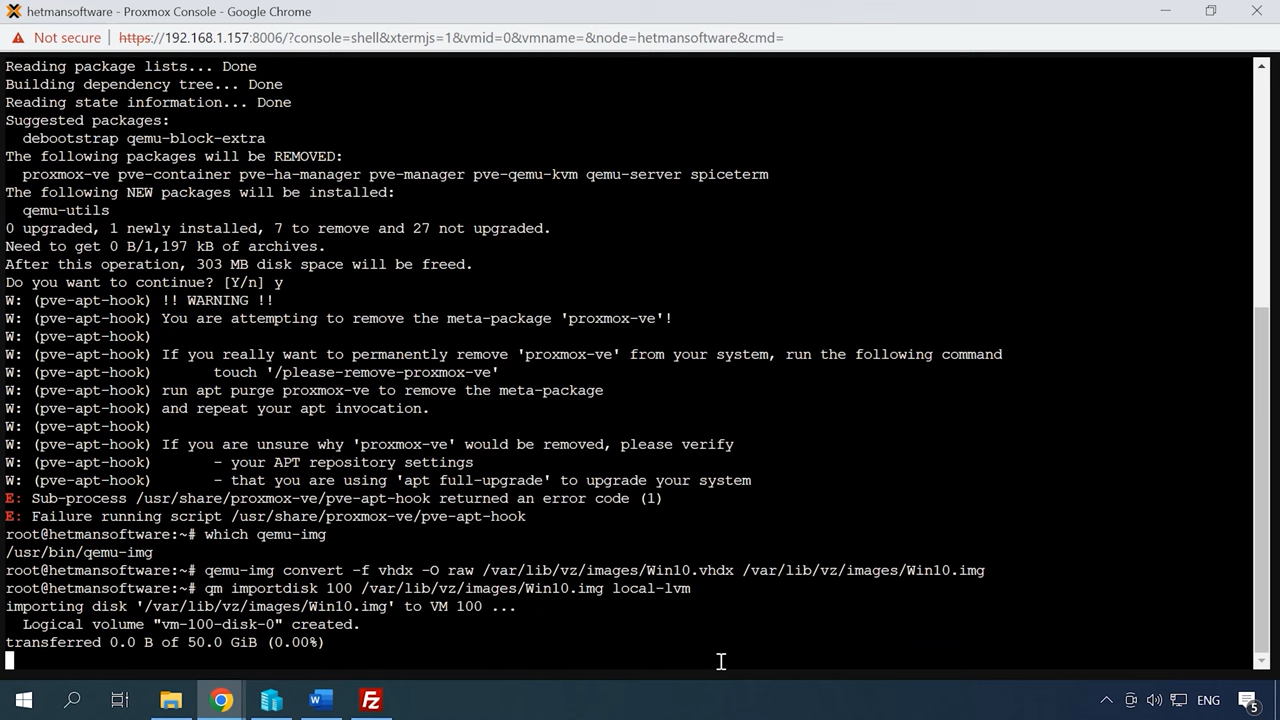 hetmansoftware - Proxmox Console - Google Chrome
Not secure https://192.168.1.157:8006/?console=shell&xtermjs=1&vmid=0&vmname=&node=hetmansoftware&cmd=
Reading package lists... Done
Building dependency tree... Done
Reading state information... Done
Suggested packages:
  debootstrap qemu-block-extra
The following packages will be REMOVED:
  proxmox-ve pve-container pve-ha-manager pve-manager pve-qemu-kvm qemu-server spiceterm
The following NEW packages will be installed:
  qemu-utils
0 upgraded, 1 newly installed, 7 to remove and 27 not upgraded.
Need to get 0 B/1,197 kB of archives.
After this operation, 303 MB disk space will be freed.
Do you want to continue? [Y/n] y
W: (pve-apt-hook) !! WARNING !!
W: (pve-apt-hook) You are attempting to remove the meta-package 'proxmox-ve'!
W: (pve-apt-hook)
W: (pve-apt-hook) If you really want to permanently remove 'proxmox-ve' from your system, run the following command
W: (pve-apt-hook)       touch '/please-remove-proxmox-ve'
W: (pve-apt-hook) run apt purge proxmox-ve to remove the meta-package
W: (pve-apt-hook) and repeat your apt invocation.
W: (pve-apt-hook)
W: (pve-apt-hook) If you are unsure why 'proxmox-ve' would be removed, please verify
W: (pve-apt-hook)       - your APT repository settings
W: (pve-apt-hook)       - that you are using 'apt full-upgrade' to upgrade your system
E: Sub-process /usr/share/proxmox-ve/pve-apt-hook returned an error code (1)
E: Failure running script /usr/share/proxmox-ve/pve-apt-hook
root@hetmansoftware:~# which qemu-img
/usr/bin/qemu-img
root@hetmansoftware:~# qemu-img convert -f vhdx -O raw /var/lib/vz/images/Win10.vhdx /var/lib/vz/images/Win10.img
root@hetmansoftware:~# qm importdisk 100 /var/lib/vz/images/Win10.img local-lvm
importing disk '/var/lib/vz/images/Win10.img' to VM 100 ...
  Logical volume "vm-100-disk-0" created.
transferred 0.0 B of 50.0 GiB (0.00%)
W Fz ENG 5